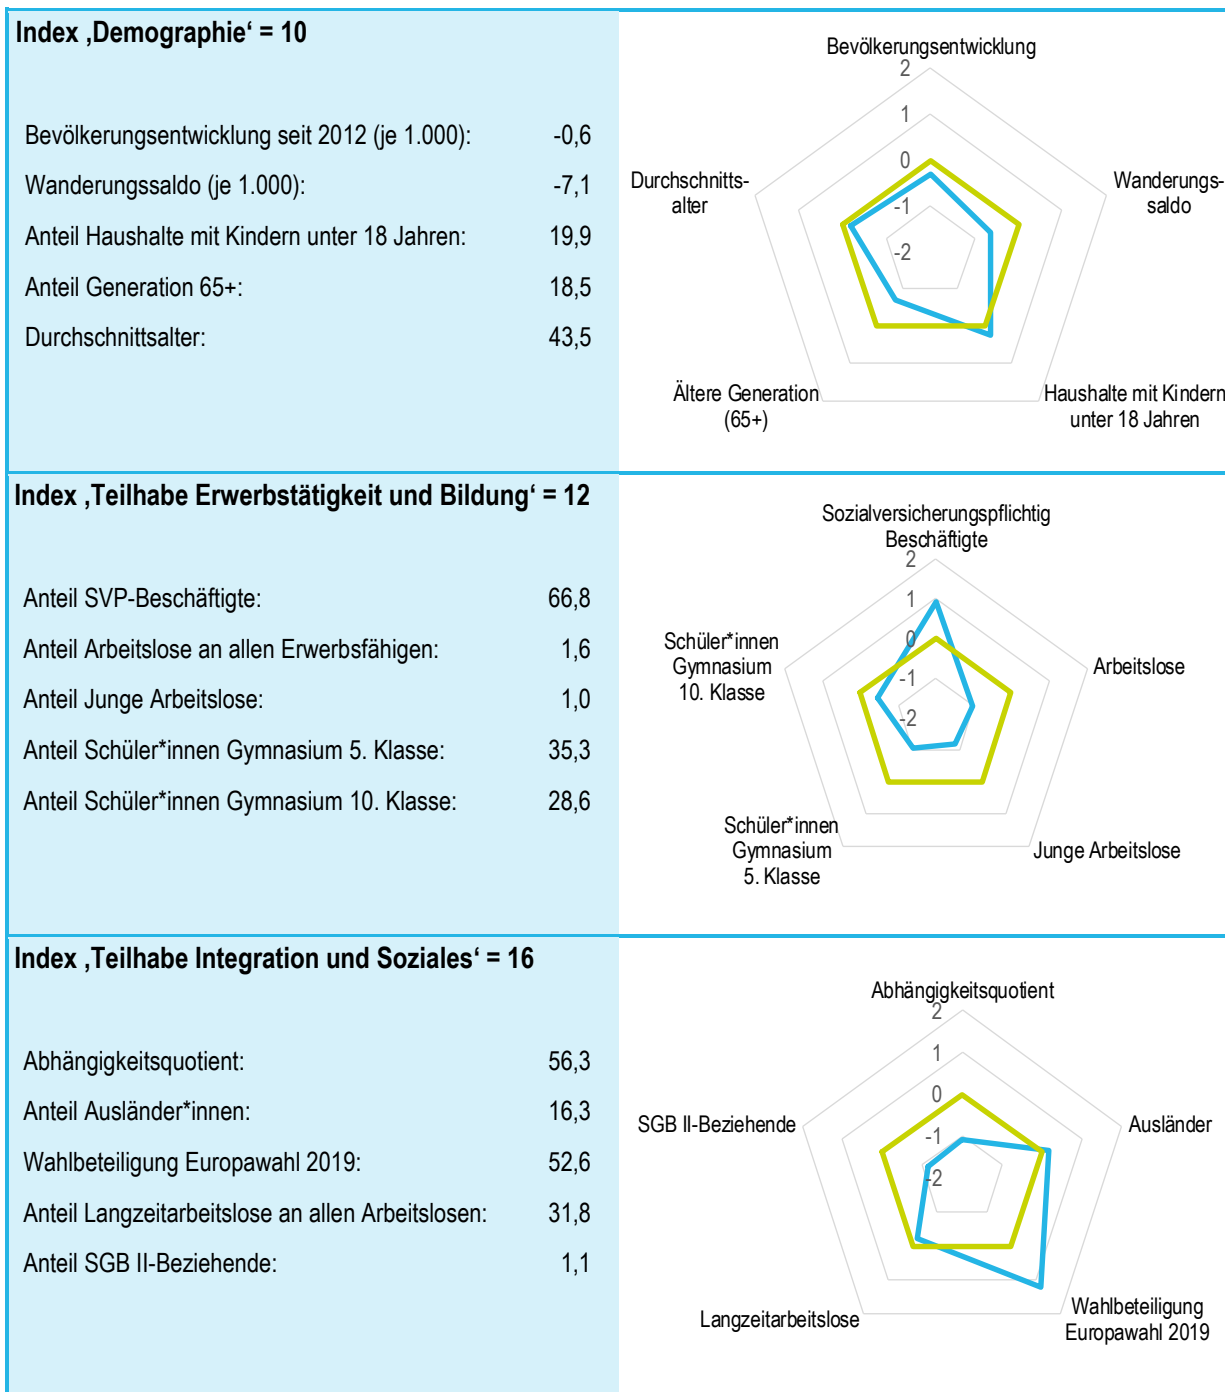 Index ‚Demographie‘ = 10
Bevölkerungsentwicklung seit 2012 (je 1.000): -0,6
Wanderungssaldo (je 1.000): -7,1
Anteil Haushalte mit Kindern unter 18 Jahren: 19,9
Anteil Generation 65+: 18,5
Durchschnittsalter: 43,5
Bevölkerungsentwicklung
2
1
0
-1
-2
Durchschnitts-
alter
Wanderungs-
saldo
Ältere Generation
(65+)
Haushalte mit Kindern
unter 18 Jahren
Index ‚Teilhabe Erwerbstätigkeit und Bildung‘ = 12
Anteil SVP-Beschäftigte: 66,8
Anteil Arbeitslose an allen Erwerbsfähigen: 1,6
Anteil Junge Arbeitslose: 1,0
Anteil Schüler*innen Gymnasium 5. Klasse: 35,3
Anteil Schüler*innen Gymnasium 10. Klasse: 28,6
Sozialversicherungspflichtig
Beschäftigte
2
1
0
-1
-2
Schüler*innen
Gymnasium
10. Klasse
Arbeitslose
Schüler*innen
Gymnasium
5. Klasse
Junge Arbeitslose
Index ‚Teilhabe Integration und Soziales‘ = 16
Abhängigkeitsquotient: 56,3
Anteil Ausländer*innen: 16,3
Wahlbeteiligung Europawahl 2019: 52,6
Anteil Langzeitarbeitslose an allen Arbeitslosen: 31,8
Anteil SGB II-Beziehende: 1,1
Abhängigkeitsquotient
2
1
0
-1
-2
SGB II-Beziehende
Ausländer
Langzeitarbeitslose
Wahlbeteiligung
Europawahl 2019